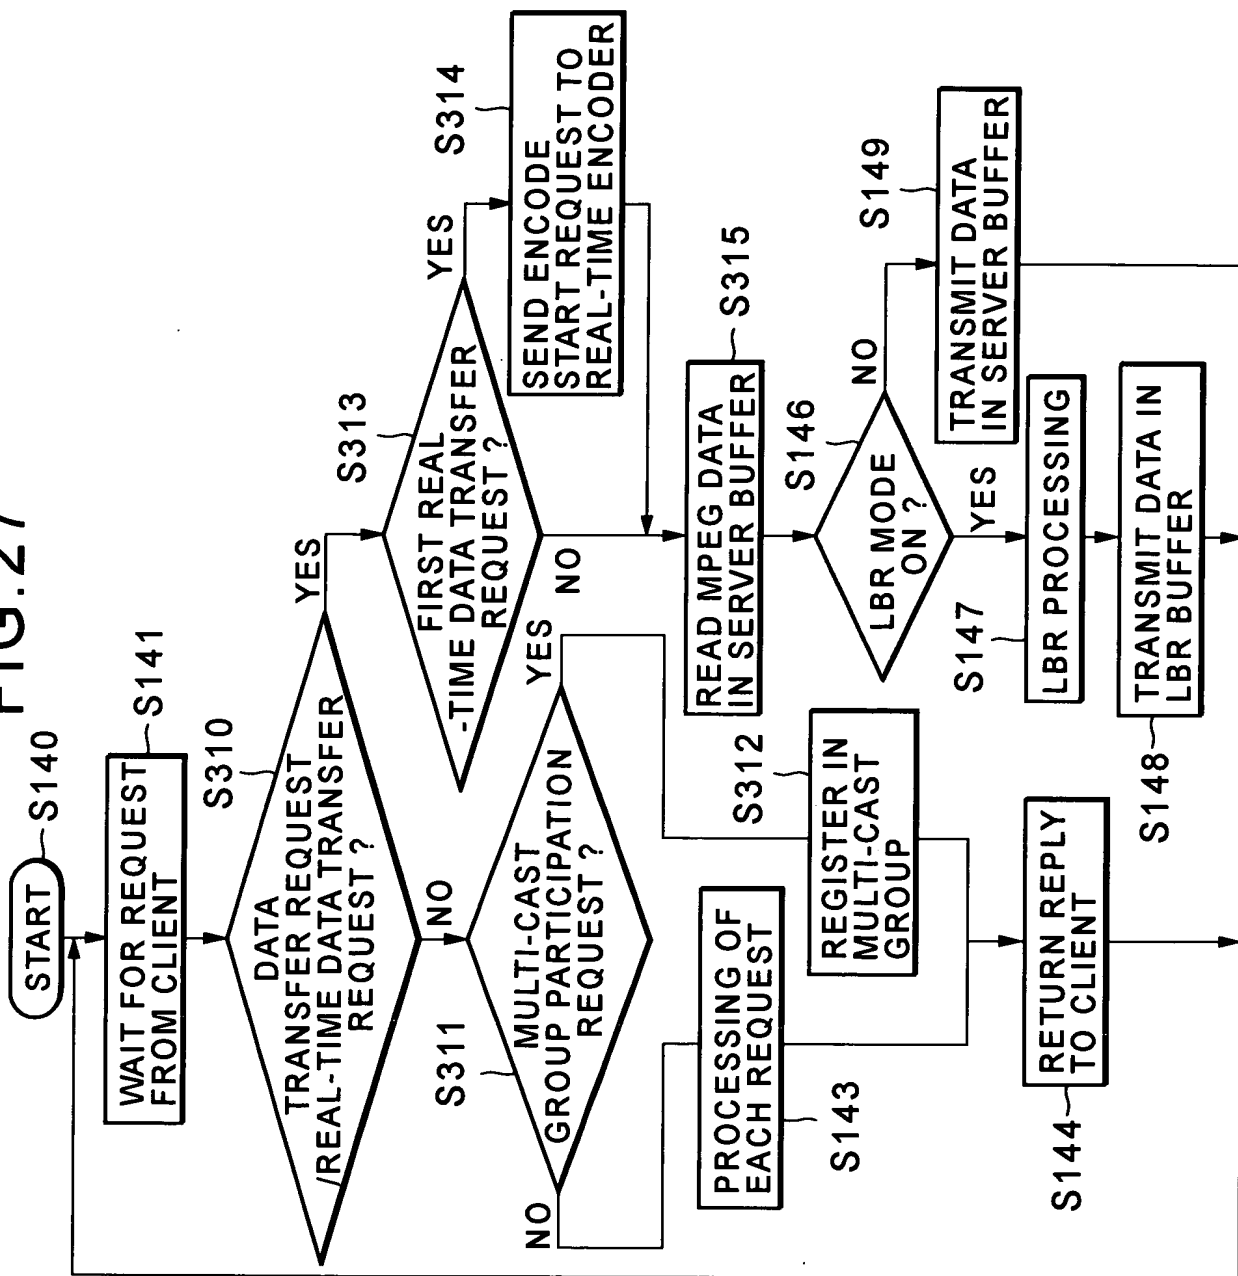 FIG.27
START
S140
WAIT FOR REQUEST
FROM CLIENT
S141
DATA
TRANSFER REQUEST
/REAL-TIME DATA TRANSFER
REQUEST ?
S310
YES
NO
FIRST REAL
-TIME DATA TRANSFER
REQUEST ?
S313
YES
NO
SEND ENCODE
START REQUEST TO
REAL-TIME ENCODER
S314
MULTI-CAST
GROUP PARTICIPATION
REQUEST ?
S311
YES
NO
READ MPEG DATA
IN SERVER BUFFER
S315
PROCESSING OF
EACH REQUEST
S143
REGISTER IN
MULTI-CAST
GROUP
S312
LBR MODE
ON ?
S146
NO
YES
TRANSMIT DATA
IN SERVER BUFFER
S149
LBR PROCESSING
S147
TRANSMIT DATA IN
LBR BUFFER
S148
RETURN REPLY
TO CLIENT
S144